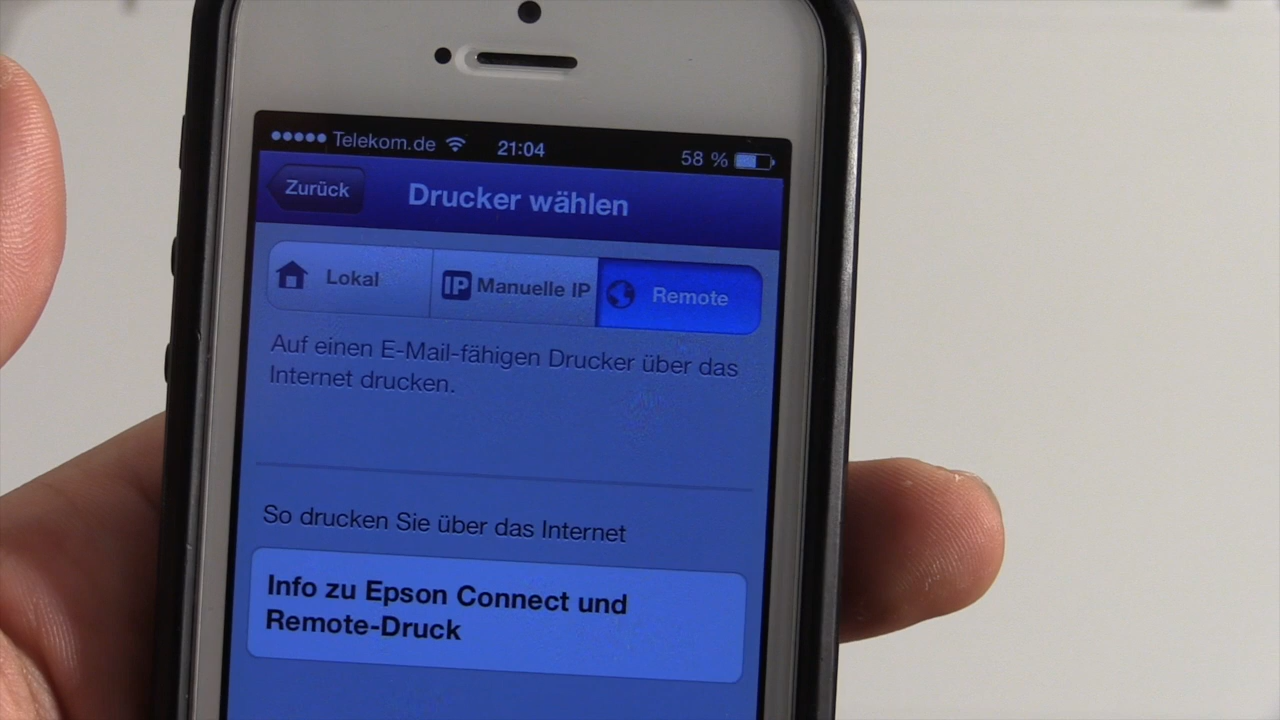 Telekom.de 21:04 58 %
Zurück Drucker wählen
Lokal IP Manuelle IP Remote
Auf einen E-Mail-fähigen Drucker über das
Internet drucken.
So drucken Sie über das Internet
Info zu Epson Connect und
Remote-Druck